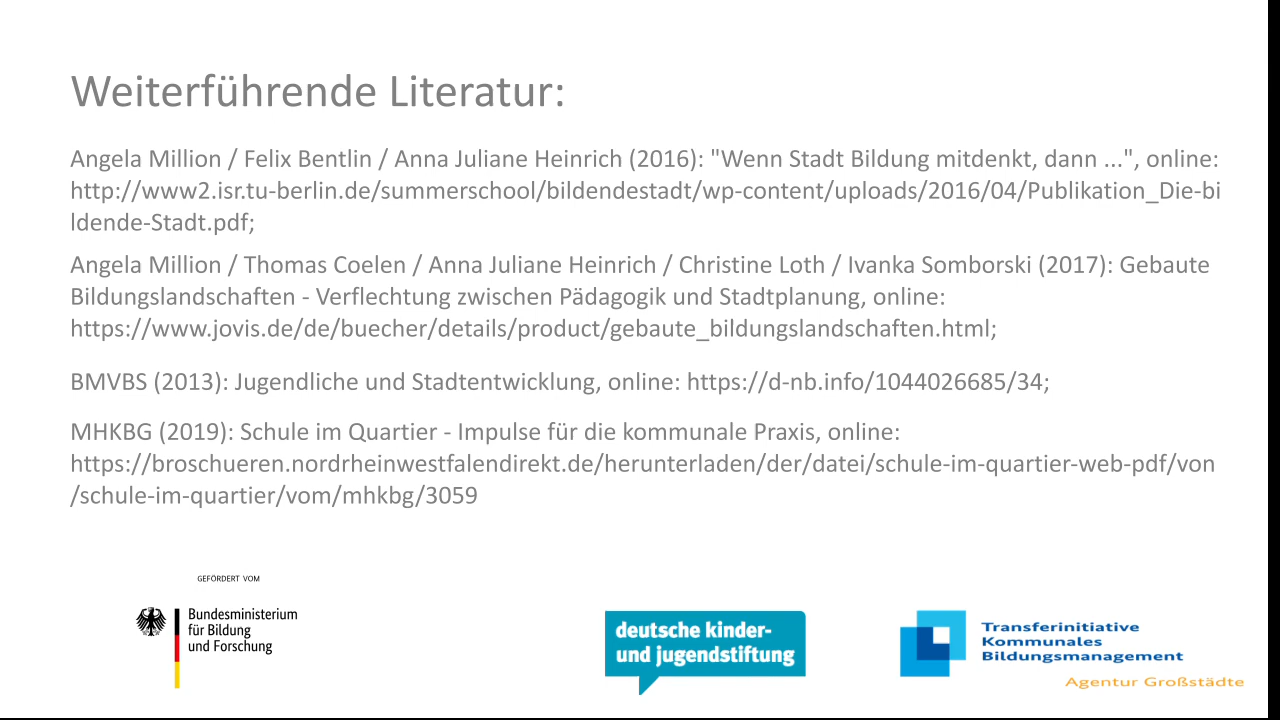 Weiterführende Literatur:
Angela Million / Felix Bentlin / Anna Juliane Heinrich (2016): "Wenn Stadt Bildung mitdenkt, dann ...", online:
http://www2.isr.tu-berlin.de/summerschool/bildendestadt/wp-content/uploads/2016/04/Publikation_Die-bi
ldende-Stadt.pdf;
Angela Million / Thomas Coelen / Anna Juliane Heinrich / Christine Loth / Ivanka Somborski (2017): Gebaute
Bildungslandschaften - Verflechtung zwischen Pädagogik und Stadtplanung, online:
https://www.jovis.de/de/buecher/details/product/gebaute_bildungslandschaften.html;
BMVBS (2013): Jugendliche und Stadtentwicklung, online: https://d-nb.info/1044026685/34;
MHKBG (2019): Schule im Quartier - Impulse für die kommunale Praxis, online:
https://broschueren.nordrheinwestfalendirekt.de/herunterladen/der/datei/schule-im-quartier-web-pdf/von
/schule-im-quartier/vom/mhkbg/3059
GEFÖRDERT VOM
Bundesministerium
für Bildung
und Forschung
deutsche kinder-
und jugendstiftung
Transferinitiative
Kommunales
Bildungsmanagement
Agentur Großstädte